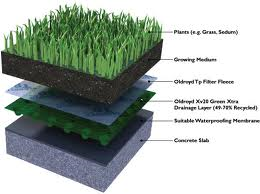 Plants (e.g. Grass, Sedum)
Growing Medium
Oldroyd Tp Filter Fleece
Oldroyd Xv20 Green Xtra
Drainage Layer (49-70% Recycled)
Suitable Waterproofing Membrane
Concrete Slab